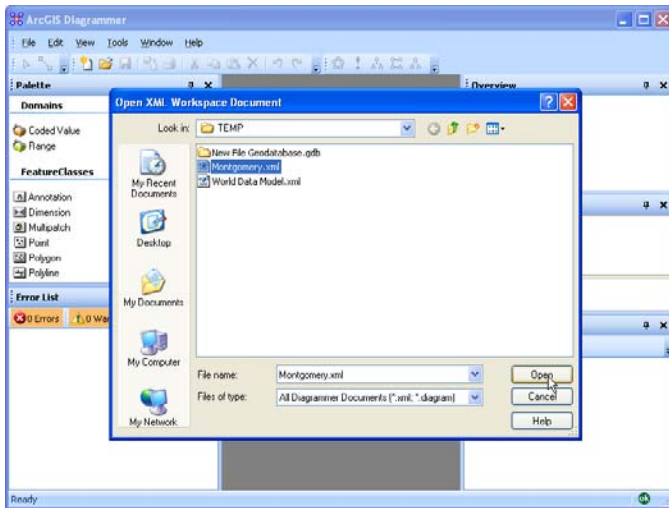 ArcGIS Diagrammer
File Edit View Tools Window Help
Palette
Overview
Domains
Coded Value
Range
FeatureClasses
Annotation
Dimension
Multipatch
Point
Polygon
Polyline
Error List
0 Errors 0 Wa
Open XML Workspace Document
Look in: TEMP
New File Geodatabase.gdb
Montgomery.xml
World Data Model.xml
My Recent
Documents
Desktop
My Documents
My Computer
My Network
File name: Montgomery.xml Open
Files of type: All Diagrammer Documents (*.xml; *.diagram) Cancel
Help
Ready
ok